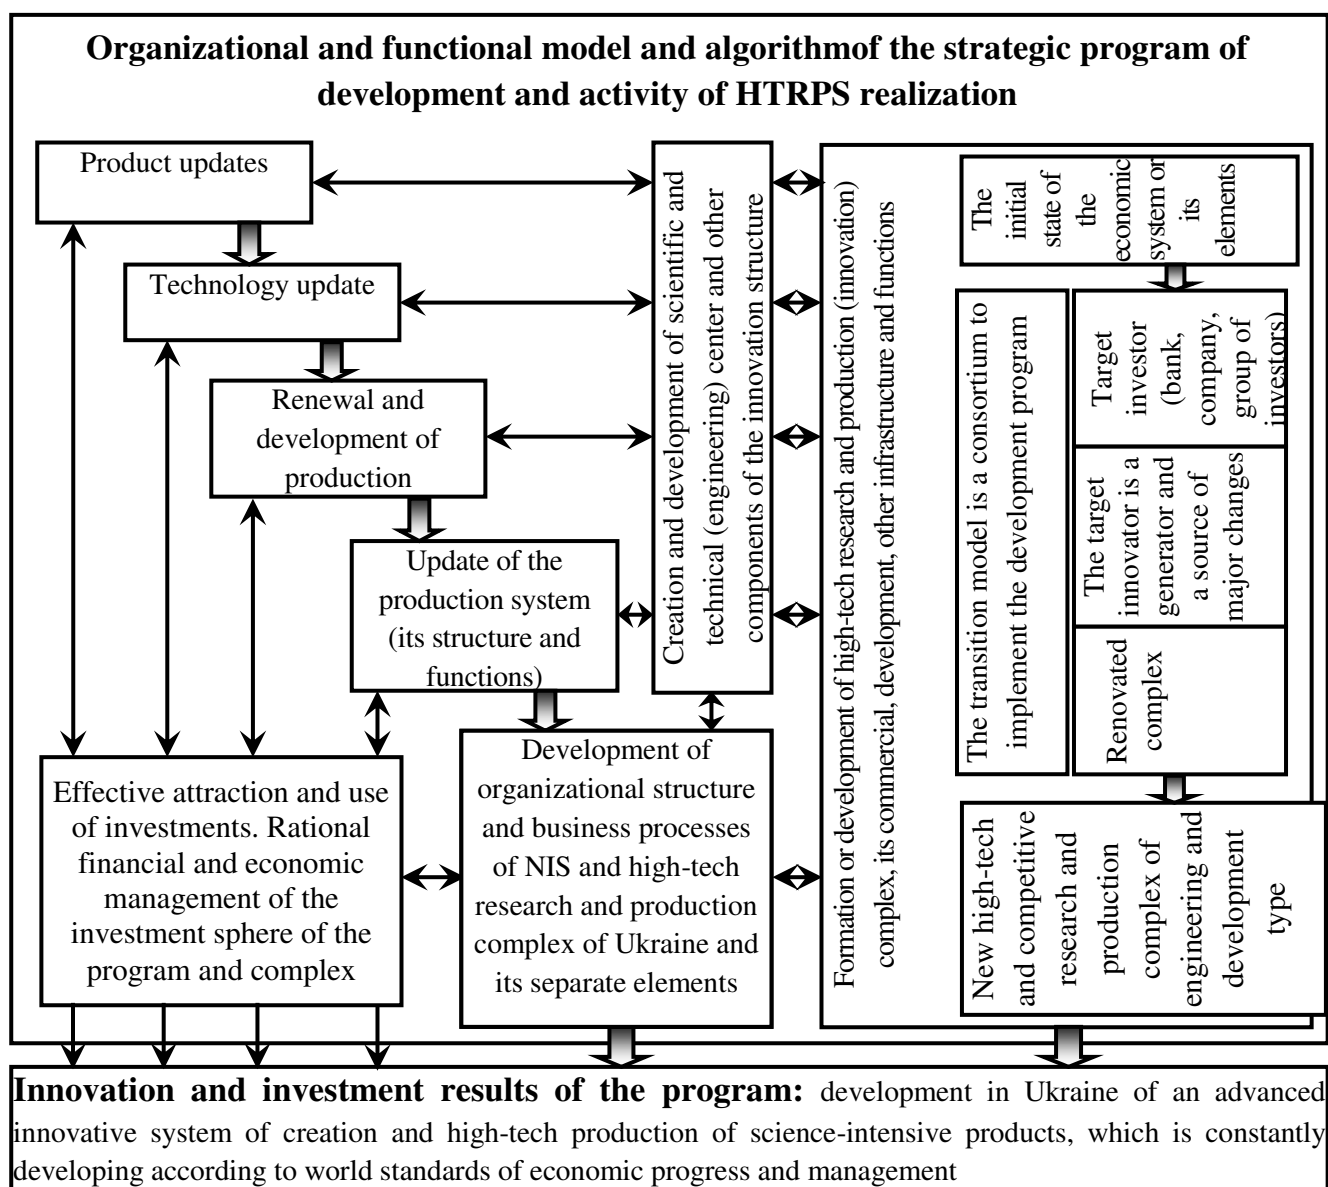 Organizational and functional model and algorithmof the strategic program of
development and activity of HTRPS realization
Product updates
Technology update
Renewal and
development of
production
Update of the
production system
(its structure and
functions)
Effective attraction and use
of investments. Rational
financial and economic
management of the
investment sphere of the
program and complex
Development of
organizational structure
and business processes
of NIS and high-tech
research and production
complex of Ukraine and
its separate elements
Creation and development of scientific and
technical (engineering) center and other
components of the innovation structure
Formation or development of high-tech research and production (innovation)
complex, its commercial, development, other infrastructure and functions
The
initial
state of
the
economic
system or
its
elements
The transition model is a consortium to
implement the development program
Target
investor
(bank,
company,
group of
investors)
The target
innovator is a
generator and
a source of
major changes
Renovated
complex
New high-tech
and competitive
research and
production
complex of
engineering and
development
type
Innovation and investment results of the program: development in Ukraine of an advanced
innovative system of creation and high-tech production of science-intensive products, which is constantly
developing according to world standards of economic progress and management